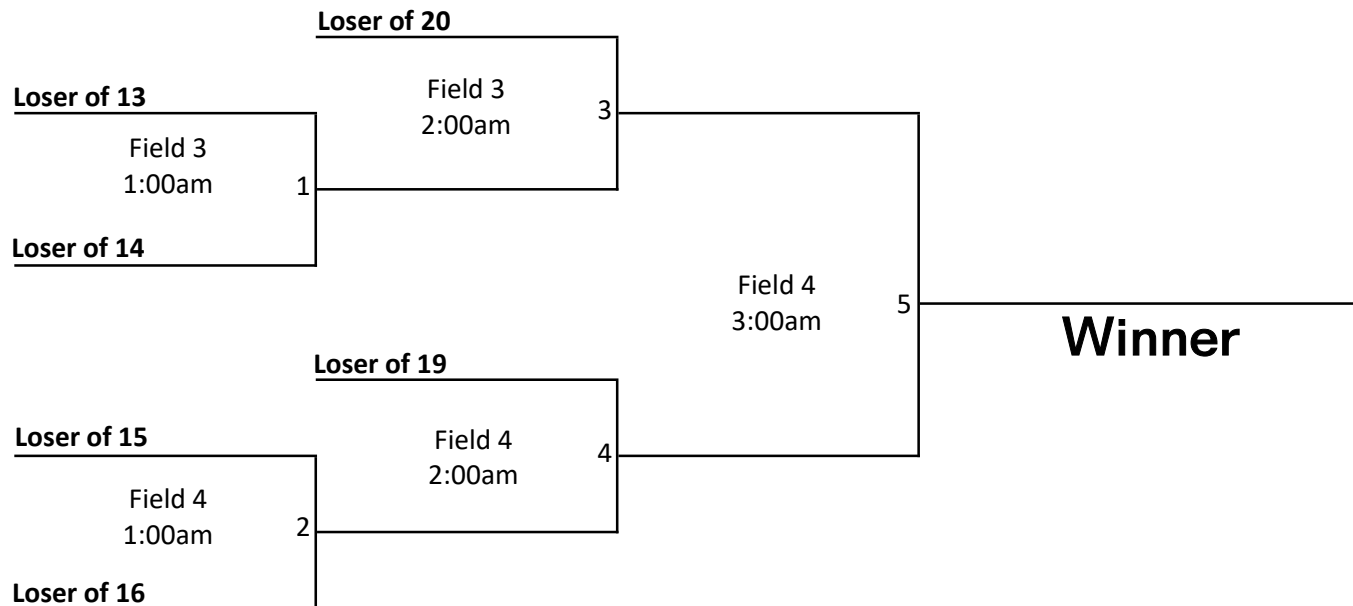 Loser of 20
Loser of 13
Field 3
2:00am
3
Field 3
1:00am
1
Loser of 14
Field 4
3:00am
5
Winner
Loser of 19
Loser of 15
Field 4
2:00am
4
Field 4
1:00am
2
Loser of 16